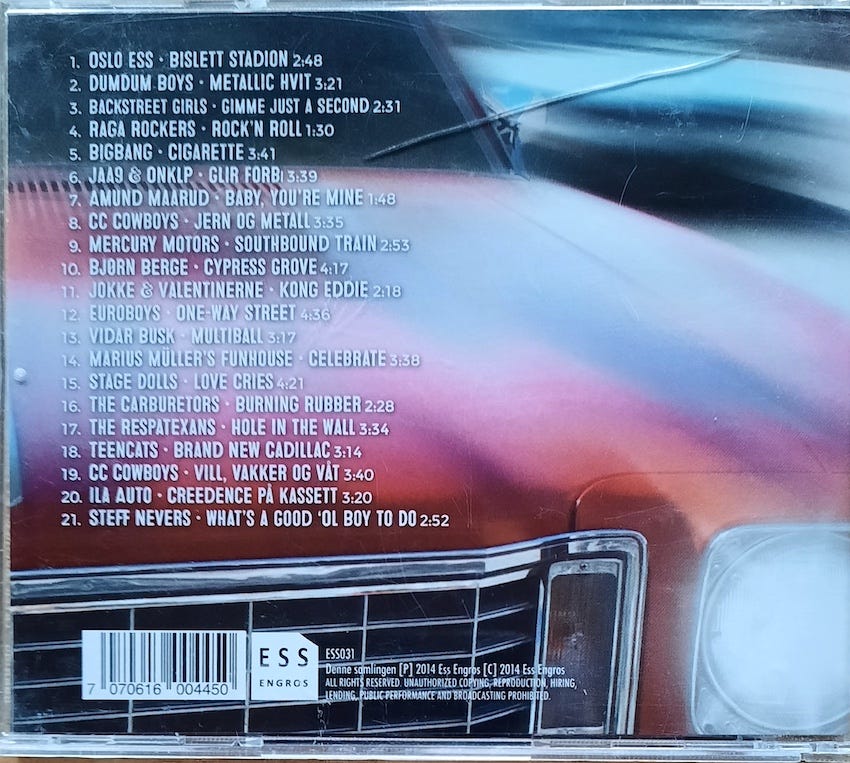 1. OSLO ESS · BISLETT STADION 2:48
2. DUMDUM BOYS · METALLIC HVIT 3:21
3. BACKSTREET GIRLS · GIMME JUST A SECOND 2:31
4. RAGA ROCKERS · ROCK'N ROLL 1:30
5. BIGBANG · CIGARETTE 3:41
6. JAA9 & ONKLP · GLIR FORBI 3:39
7. AMUND MAARUD · BABY, YOU'RE MINE 1:48
8. CC COWBOYS · JERN OG METALL 3:35
9. MERCURY MOTORS · SOUTHBOUND TRAIN 2:53
10. BJØRN BERGE · CYPRESS GROVE 4:17
11. JOKKE & VALENTINERNE · KONG EDDIE 2:18
12. EUROBOYS · ONE-WAY STREET 4:36
13. VIDAR BUSK · MULTIBALL 3:17
14. MARIUS MÜLLER'S FUNHOUSE · CELEBRATE 3:38
15. STAGE DOLLS · LOVE CRIES 4:21
16. THE CARBURETORS · BURNING RUBBER 2:28
17. THE RESPATEXANS · HOLE IN THE WALL 3:34
18. TEENCATS · BRAND NEW CADILLAC 3:14
19. CC COWBOYS · VILL, VAKKER OG VÅT 3:40
20. ILA AUTO · CREEDENCE PÅ KASSETT 3:20
21. STEFF NEVERS · WHAT'S A GOOD 'OL BOY TO DO 2:52
7 070616 004450
ESS
ENGROS
ESS031
Denne samlingen [P] 2014 Ess Engros [C] 2014 Ess Engros
ALL RIGHTS RESERVED. UNAUTHORIZED COPYING, REPRODUCTION, HIRING,
LENDING, PUBLIC PERFORMANCE AND BROADCASTING PROHIBITED.